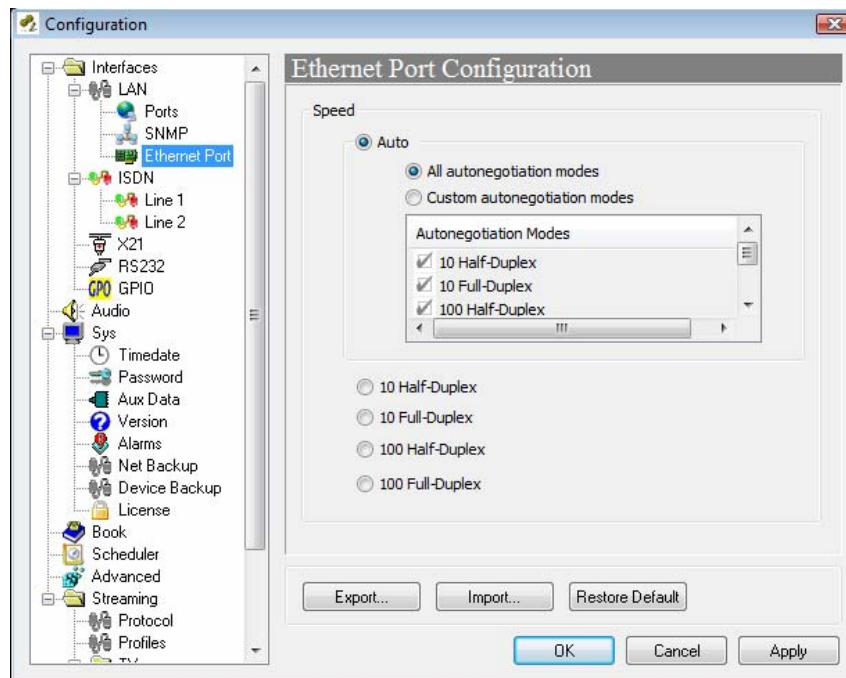 Configuration
Interfaces
LAN
Ports
SNMP
Ethernet Port
ISDN
Line 1
Line 2
X21
RS232
GPO GPIO
Audio
Sys
Timedate
Password
Aux Data
Version
Alarms
Net Backup
Device Backup
License
Book
Scheduler
Advanced
Streaming
Protocol
Profiles
Ethernet Port Configuration
Speed
Auto
All autonegotiation modes
Custom autonegotiation modes
Autonegotiation Modes
10 Half-Duplex
10 Full-Duplex
100 Half-Duplex
10 Half-Duplex
10 Full-Duplex
100 Half-Duplex
100 Full-Duplex
Export...
Import...
Restore Default
OK
Cancel
Apply